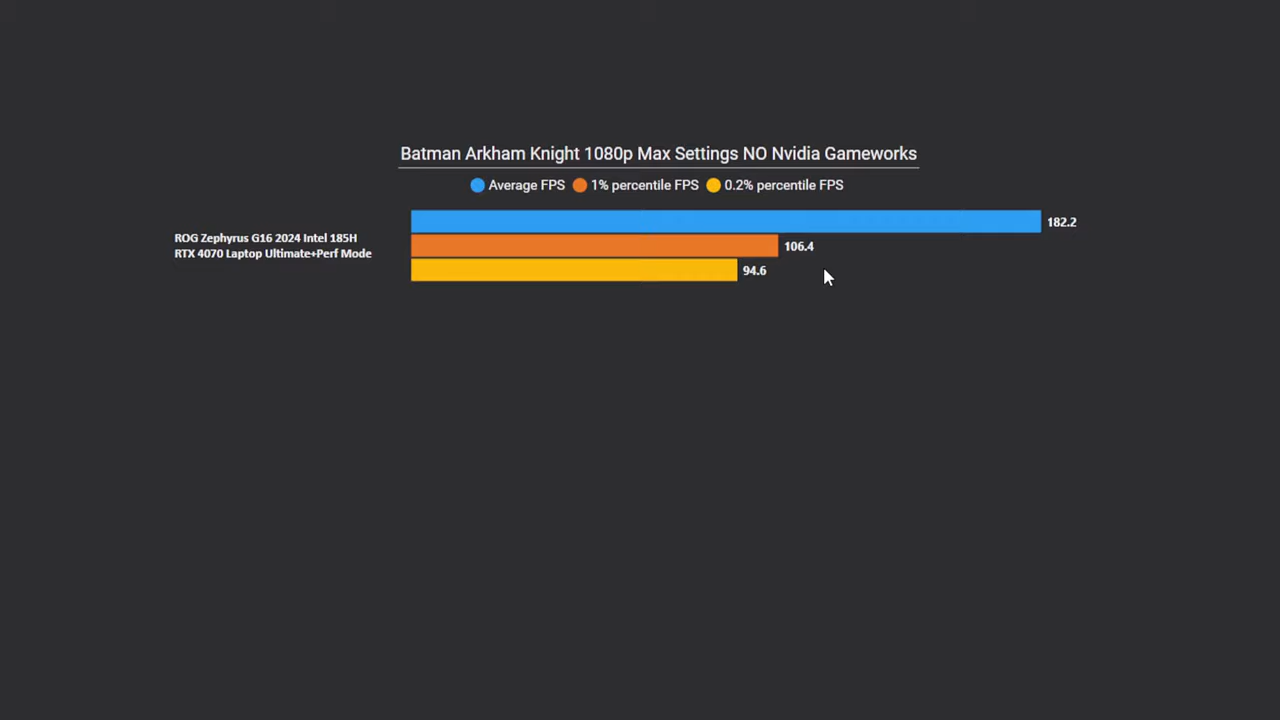 Batman Arkham Knight 1080p Max Settings NO Nvidia Gameworks
Average FPS 1% percentile FPS 0.2% percentile FPS
182.2
ROG Zephyrus G16 2024 Intel 185H
RTX 4070 Laptop Ultimate+Perf Mode
106.4
94.6